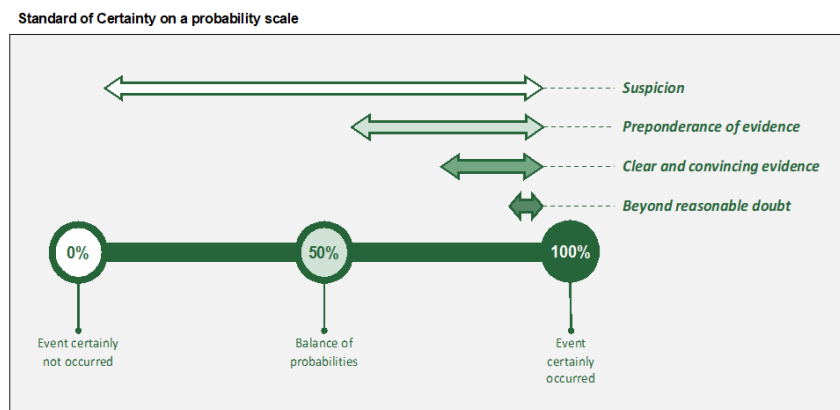 Standard of Certainty on a probability scale
Suspicion
Preponderance of evidence
Clear and convincing evidence
Beyond reasonable doubt
0%
50%
100%
Event certainly
not occurred
Balance of
probabilities
Event
certainly
occurred